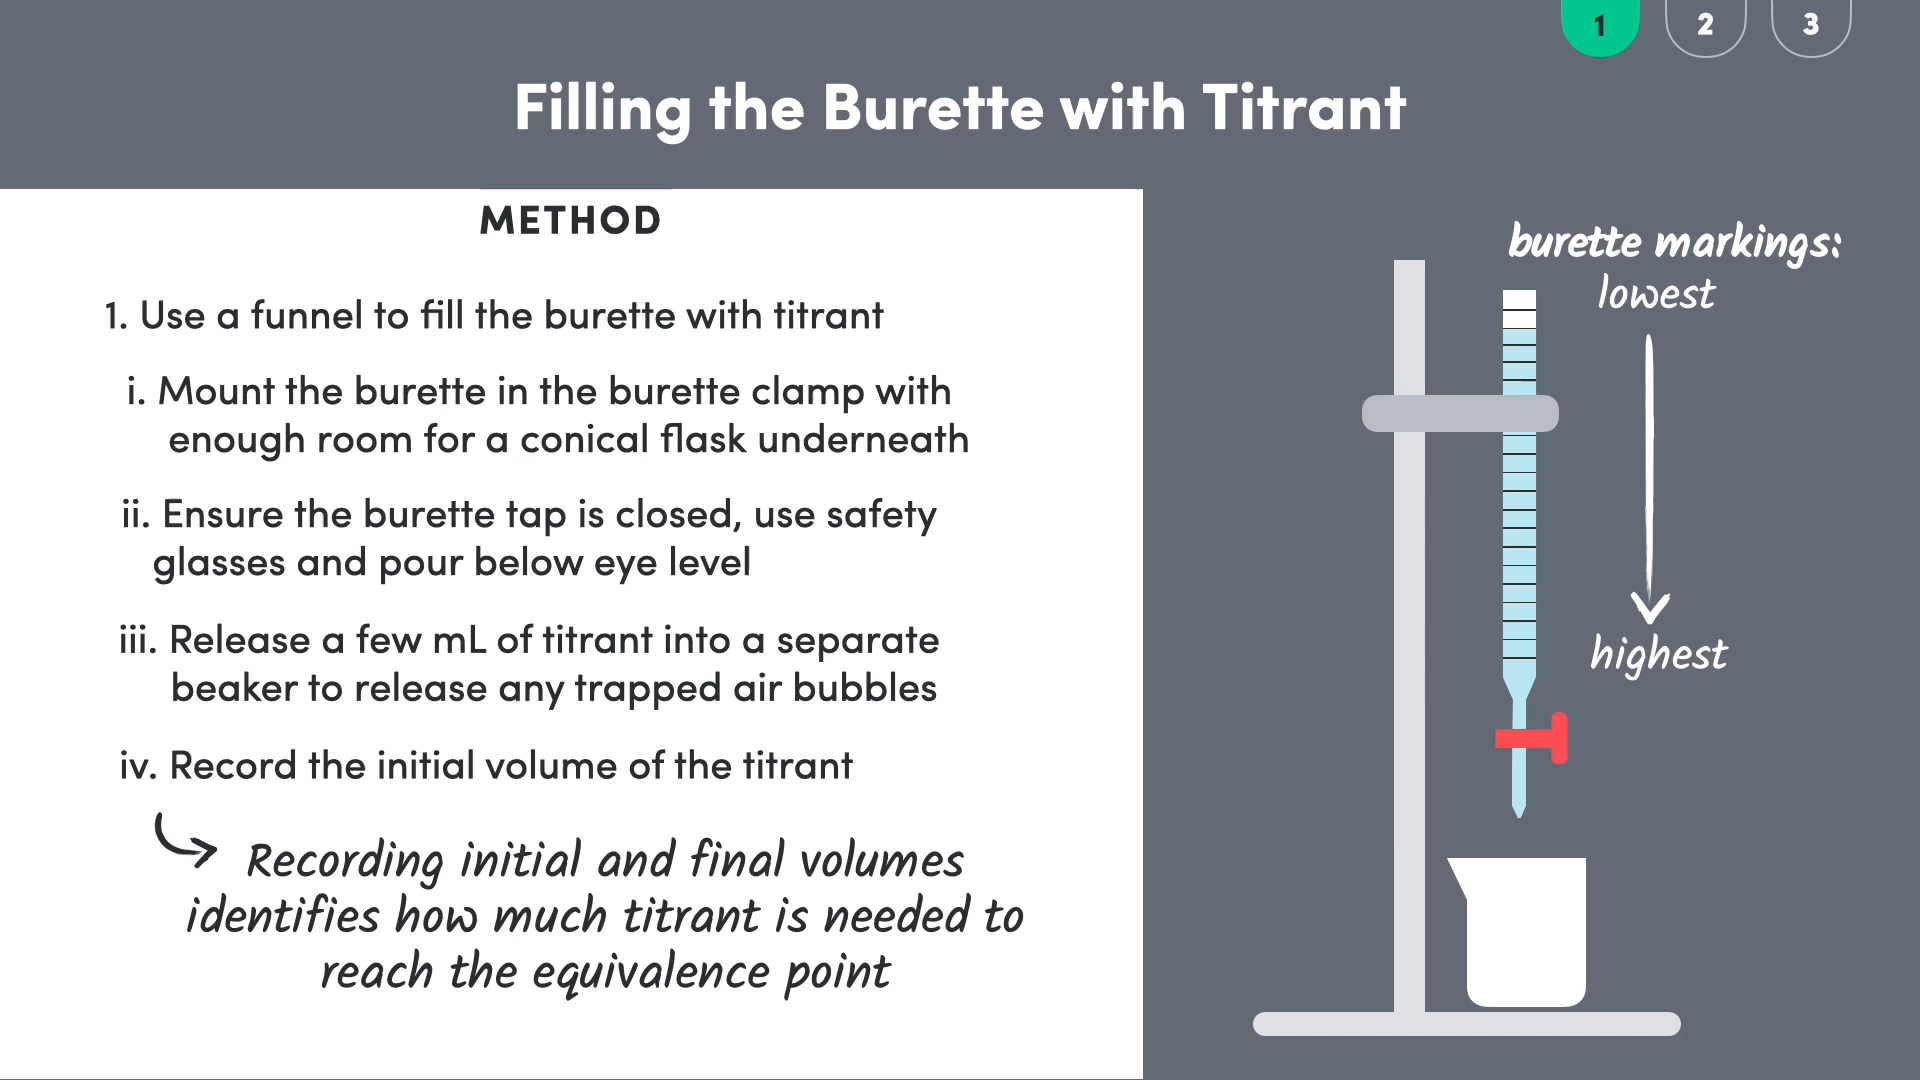 1 2 3
Filling the Burette with Titrant
METHOD
1. Use a funnel to fill the burette with titrant
i. Mount the burette in the burette clamp with
enough room for a conical flask underneath
ii. Ensure the burette tap is closed, use safety
glasses and pour below eye level
iii. Release a few mL of titrant into a separate
beaker to release any trapped air bubbles
iv. Record the initial volume of the titrant
Recording initial and final volumes
identifies how much titrant is needed to
reach the equivalence point
burette markings:
lowest
highest